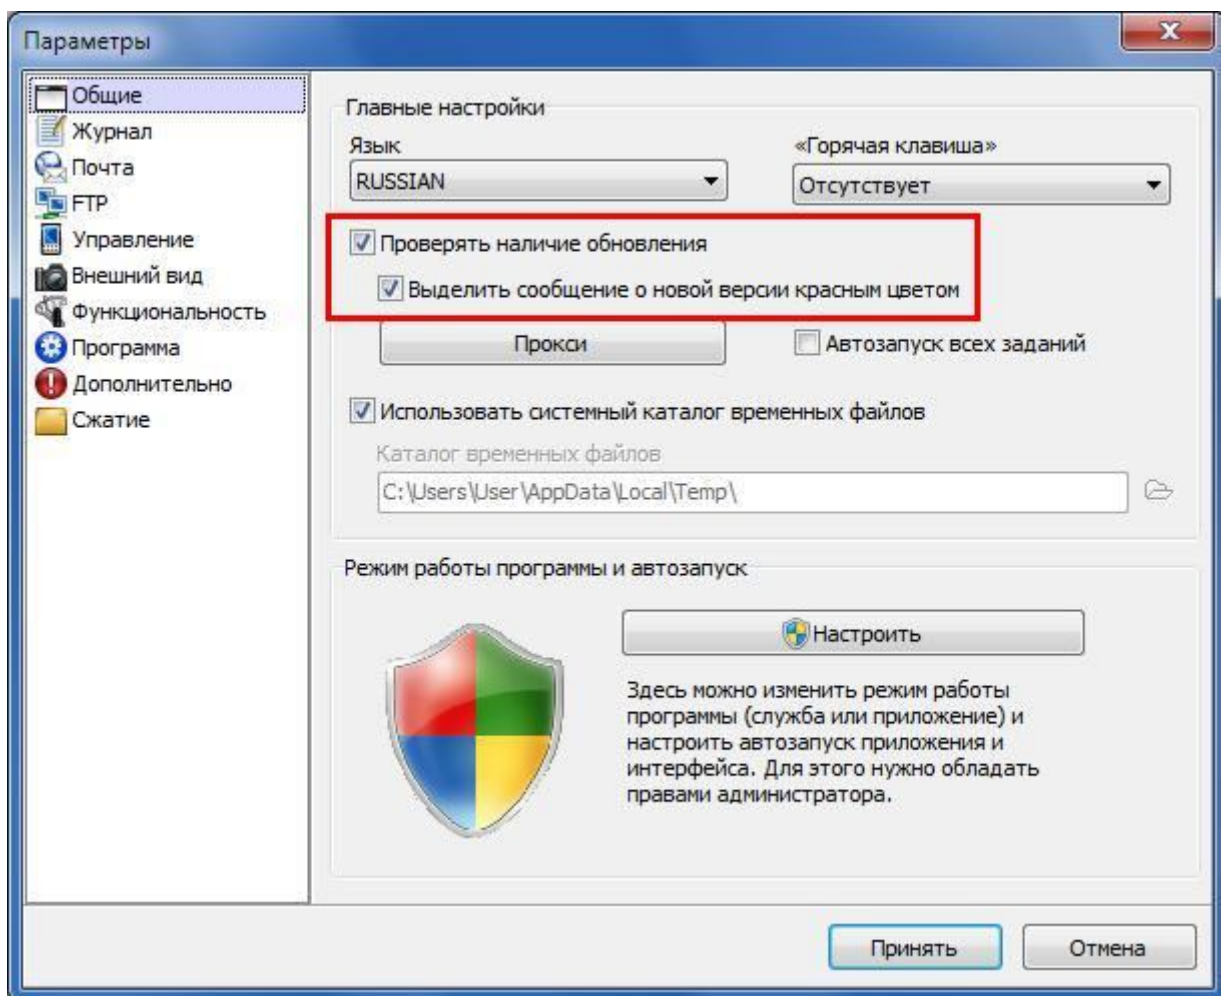 Параметры
Общие
Журнал
Почта
FTP
Управление
Внешний вид
Функциональность
Программа
Дополнительно
Сжатие
Главные настройки
Язык
«Горячая клавиша»
RUSSIAN
Отсутствует
Проверять наличие обновления
Выделить сообщение о новой версии красным цветом
Прокси
Автозапуск всех заданий
Использовать системный каталог временных файлов
Каталог временных файлов
C:\Users\User\AppData\Local\Temp\
Режим работы программы и автозапуск
Настроить
Здесь можно изменить режим работы
программы (служба или приложение) и
настроить автозапуск приложения и
интерфейса. Для этого нужно обладать
правами администратора.
Принять
Отмена